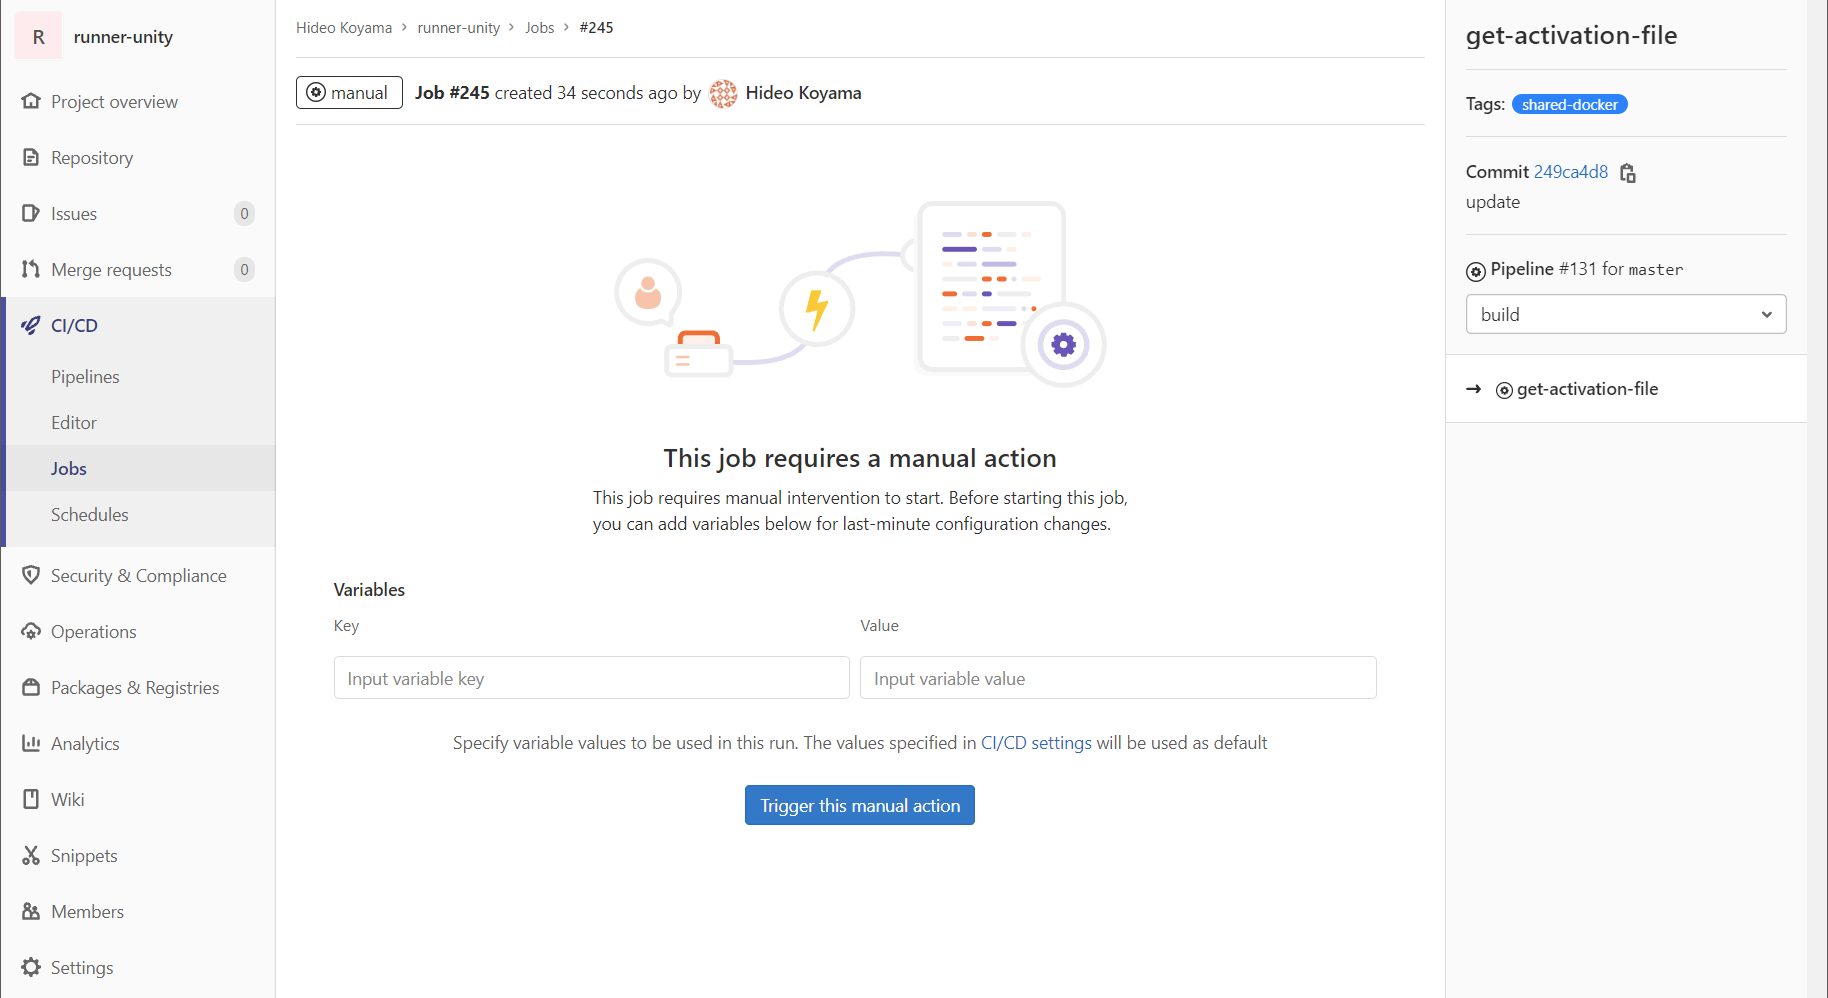 R runner-unity
Project overview
Repository
Issues 0
Merge requests 0
CI/CD
Pipelines
Editor
Jobs
Schedules
Security & Compliance
Operations
Packages & Registries
Analytics
Wiki
Snippets
Members
Settings
Hideo Koyama > runner-unity > Jobs > #245
manual Job #245 created 34 seconds ago by Hideo Koyama
This job requires a manual action
This job requires manual intervention to start. Before starting this job,
you can add variables below for last-minute configuration changes.
Variables
Key Value
Input variable key Input variable value
Specify variable values to be used in this run. The values specified in CI/CD settings will be used as default
Trigger this manual action
get-activation-file
Tags: shared-docker
Commit 249ca4d8
update
Pipeline #131 for master
build
→ get-activation-file